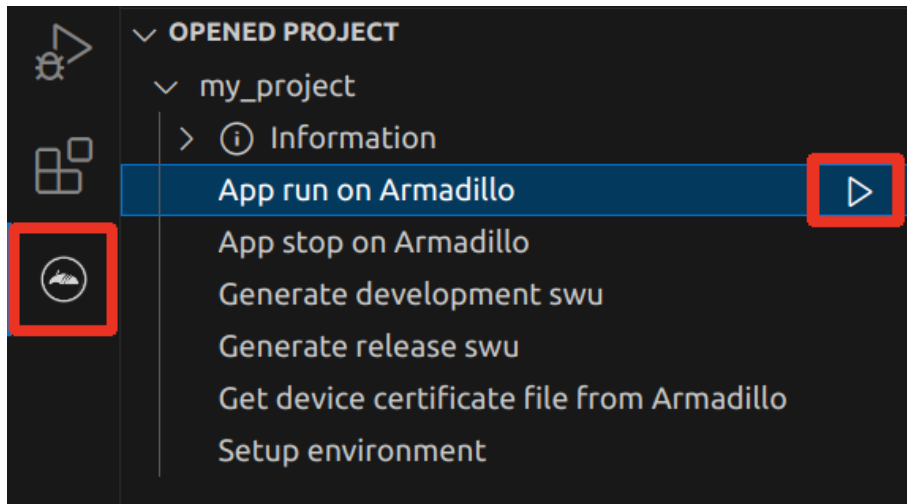 OPENED PROJECT
my_project
Information
App run on Armadillo
App stop on Armadillo
Generate development swu
Generate release swu
Get device certificate file from Armadillo
Setup environment